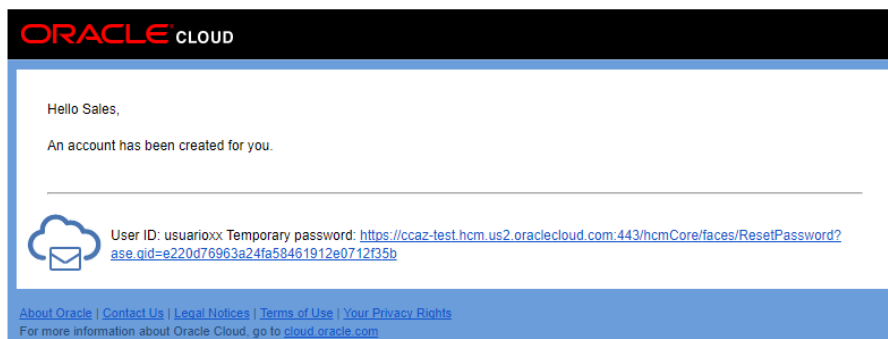 ORACLE CLOUD
Hello Sales,
An account has been created for you.
User ID: usuarioxx Temporary password: https://ccaz-test.hcm.us2.oraclecloud.com:443/hcmCore/faces/ResetPassword?
ase.gid=e220d76963a24fa58461912e0712f35b
About Oracle | Contact Us | Legal Notices | Terms of Use | Your Privacy Rights
For more information about Oracle Cloud, go to cloud.oracle.com